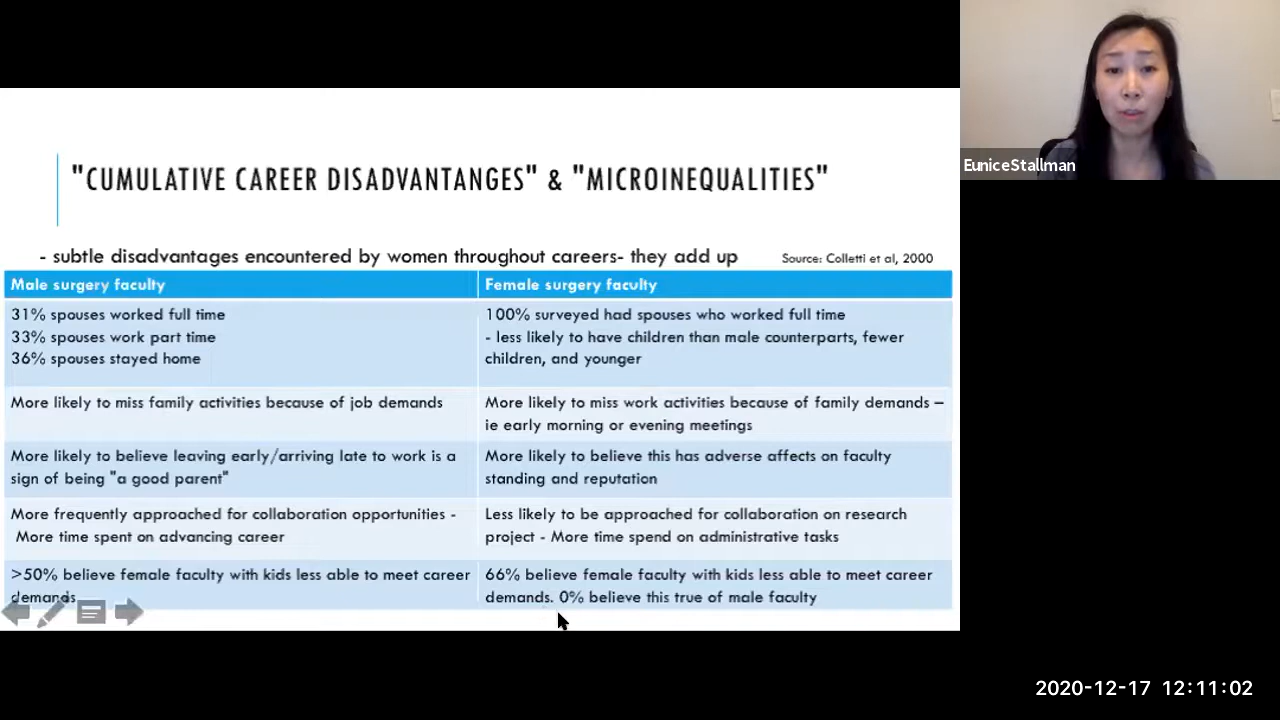 "CUMULATIVE CAREER DISADVANTANGES" & "MICROINEQUALITIES"
- subtle disadvantages encountered by women throughout careers- they add up
Source: Colletti et al, 2000
Male surgery faculty
Female surgery faculty
31% spouses worked full time
33% spouses work part time
36% spouses stayed home
100% surveyed had spouses who worked full time
- less likely to have children than male counterparts, fewer
children, and younger
More likely to miss family activities because of job demands
More likely to miss work activities because of family demands –
ie early morning or evening meetings
More likely to believe leaving early/arriving late to work is a
sign of being "a good parent"
More likely to believe this has adverse affects on faculty
standing and reputation
More frequently approached for collaboration opportunities -
More time spent on advancing career
Less likely to be approached for collaboration on research
project - More time spend on administrative tasks
>50% believe female faculty with kids less able to meet career
demands
66% believe female faculty with kids less able to meet career
demands. 0% believe this true of male faculty
EuniceStallman
2020-12-17 12:11:02